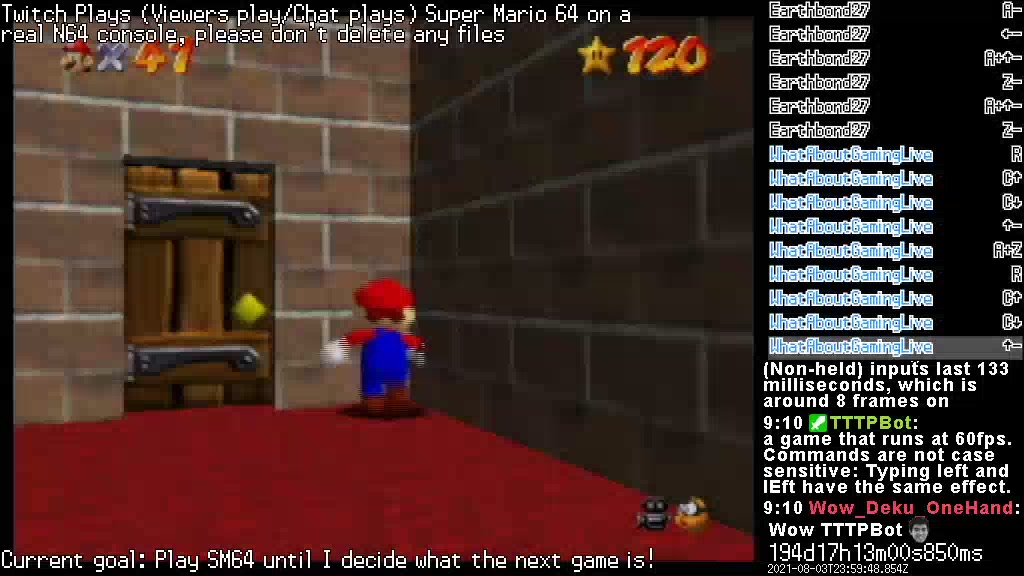 Twitch Plays (Viewers play/Chat plays) Super Mario 64 on a
real N64 console, please don't delete any files
× 41
120
Earthbond27 A-
Earthbond27 ←-
Earthbond27 A+↑-
Earthbond27 Z-
Earthbond27 A+↑-
Earthbond27 Z-
WhatAboutGamingLive R
WhatAboutGamingLive C↑
WhatAboutGamingLive C↓
WhatAboutGamingLive ↑-
WhatAboutGamingLive A+Z
WhatAboutGamingLive R
WhatAboutGamingLive C↑
WhatAboutGamingLive C↓
WhatAboutGamingLive ↑-
(Non-held) inputs last 133
milliseconds, which is
around 8 frames on
9:10 TTTPBot:
a game that runs at 60fps.
Commands are not case
sensitive: Typing left and
lEft have the same effect.
9:10 Wow_Deku_OneHand:
Wow TTTPBot
194d17h13m00s850ms
2021-08-03T23:59:48.854Z
Current goal: Play SM64 until I decide what the next game is!